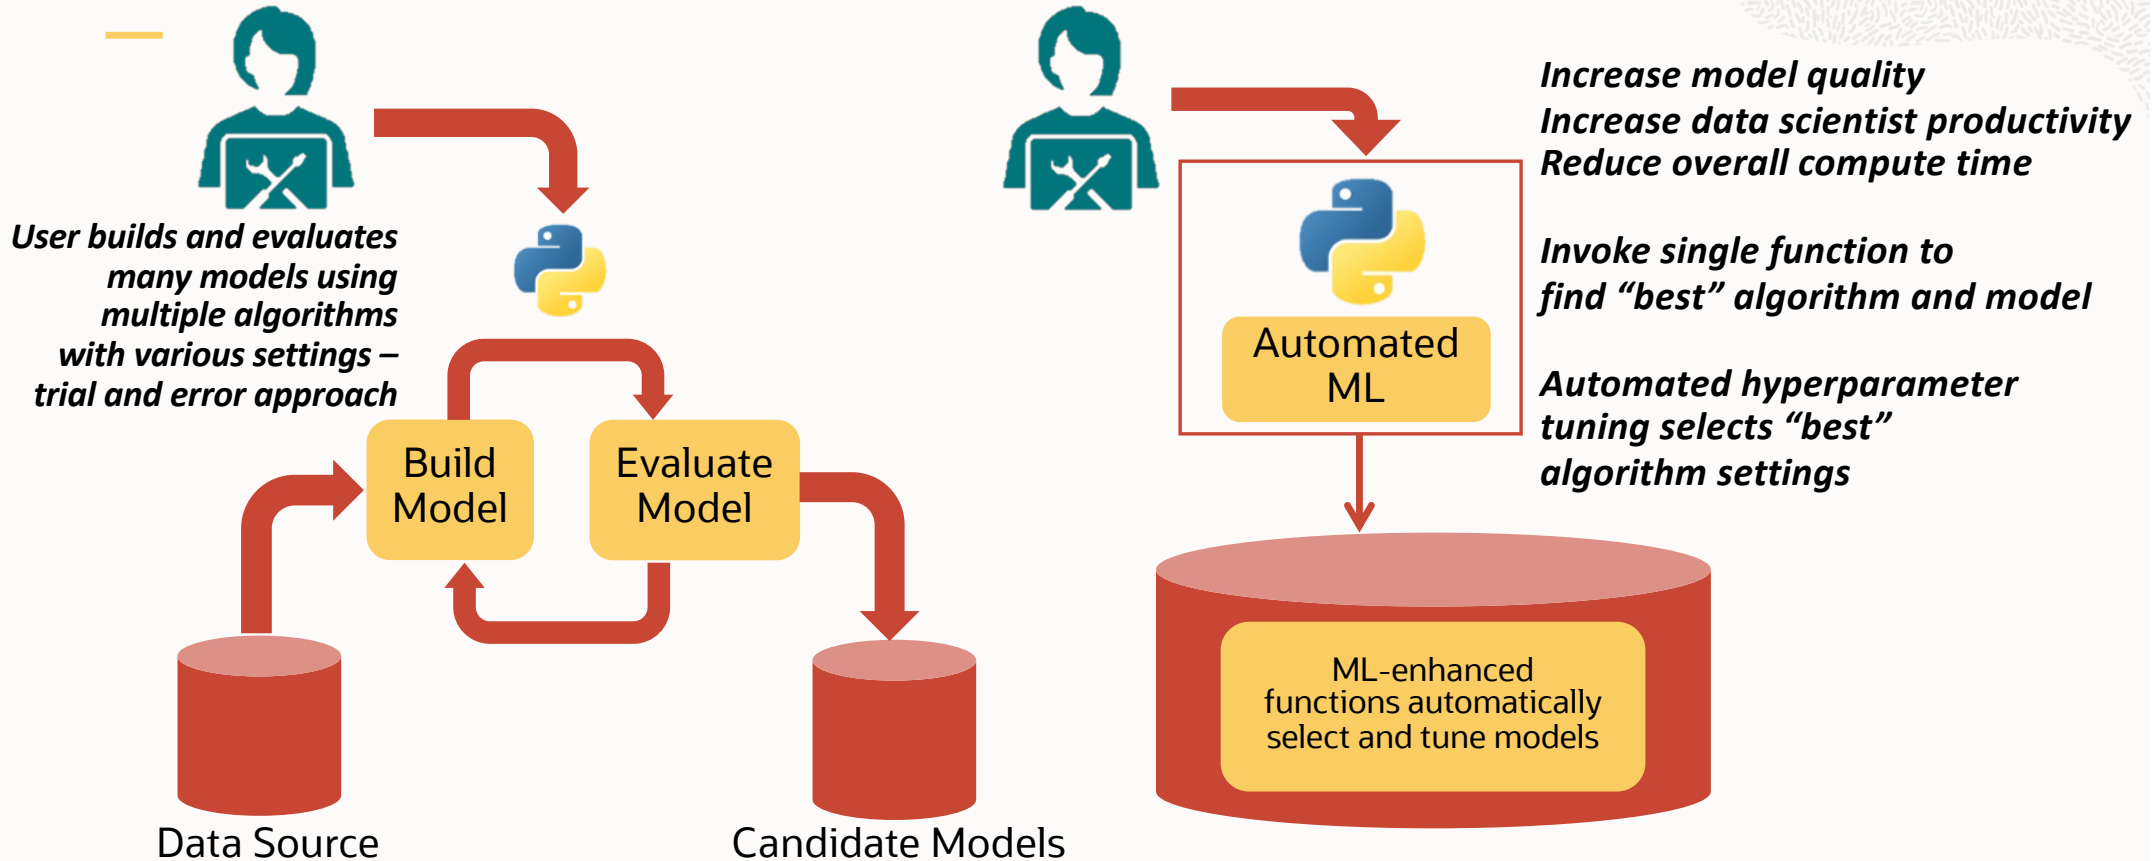 User builds and evaluates
many models using
multiple algorithms
with various settings –
trial and error approach
Build
Model
Evaluate
Model
Data Source
Candidate Models
Automated
ML
ML-enhanced
functions automatically
select and tune models
Increase model quality
Increase data scientist productivity
Reduce overall compute time
Invoke single function to
find “best” algorithm and model
Automated hyperparameter
tuning selects “best”
algorithm settings